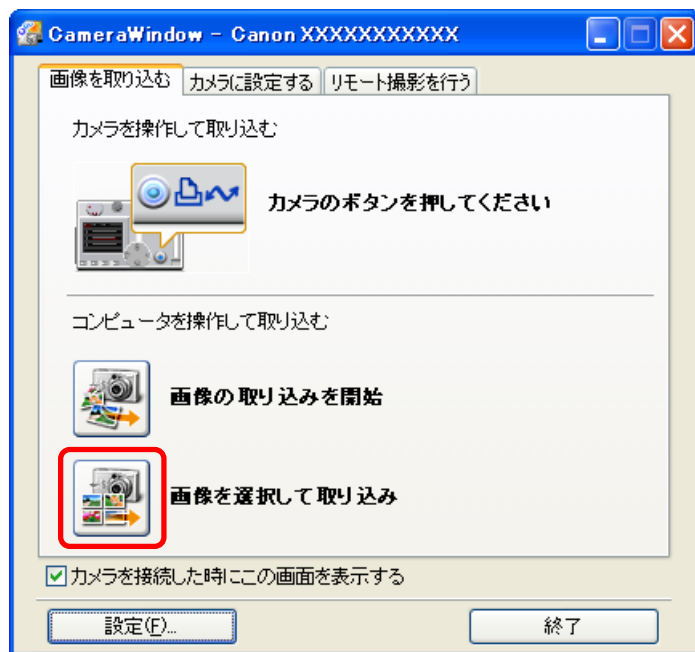 CameraWindow - Canon XXXXXXXXXXX
画像を取り込む カメラに設定する リモート撮影を行う
カメラを操作して取り込む
カメラのボタンを押してください
コンピュータを操作して取り込む
画像の取り込みを開始
画像を選択して取り込み
カメラを接続した時にこの画面を表示する
設定(F)... 終了